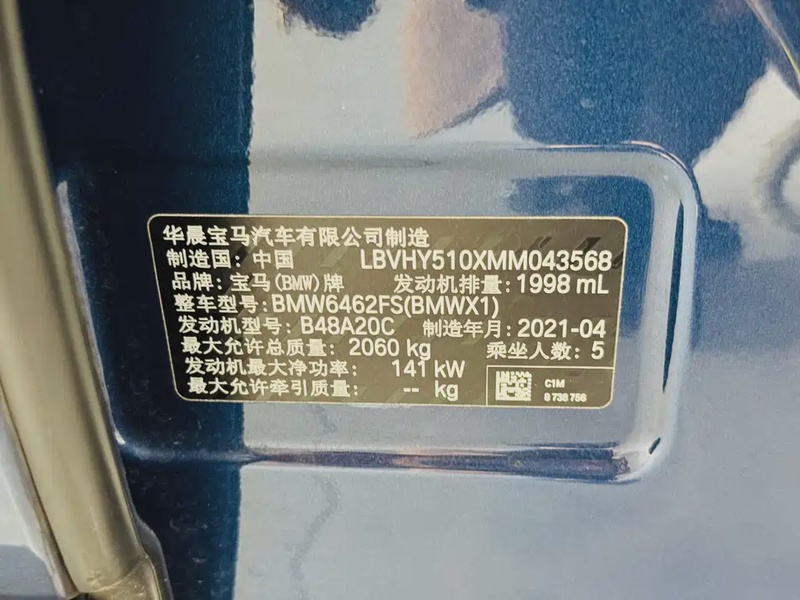 华晨宝马汽车有限公司制造
制造国: 中国 LBVHY510XMM043568
品牌: 宝马(BMW)牌 发动机排量: 1998 mL
整车型号: BMW6462FS(BMWX1)
发动机型号: B48A20C 制造年月: 2021-04
最大允许总质量: 2060 kg 乘坐人数: 5
发动机最大净功率: 141 kW
最大允许牵引质量: -- kg
C1M
8 738 756